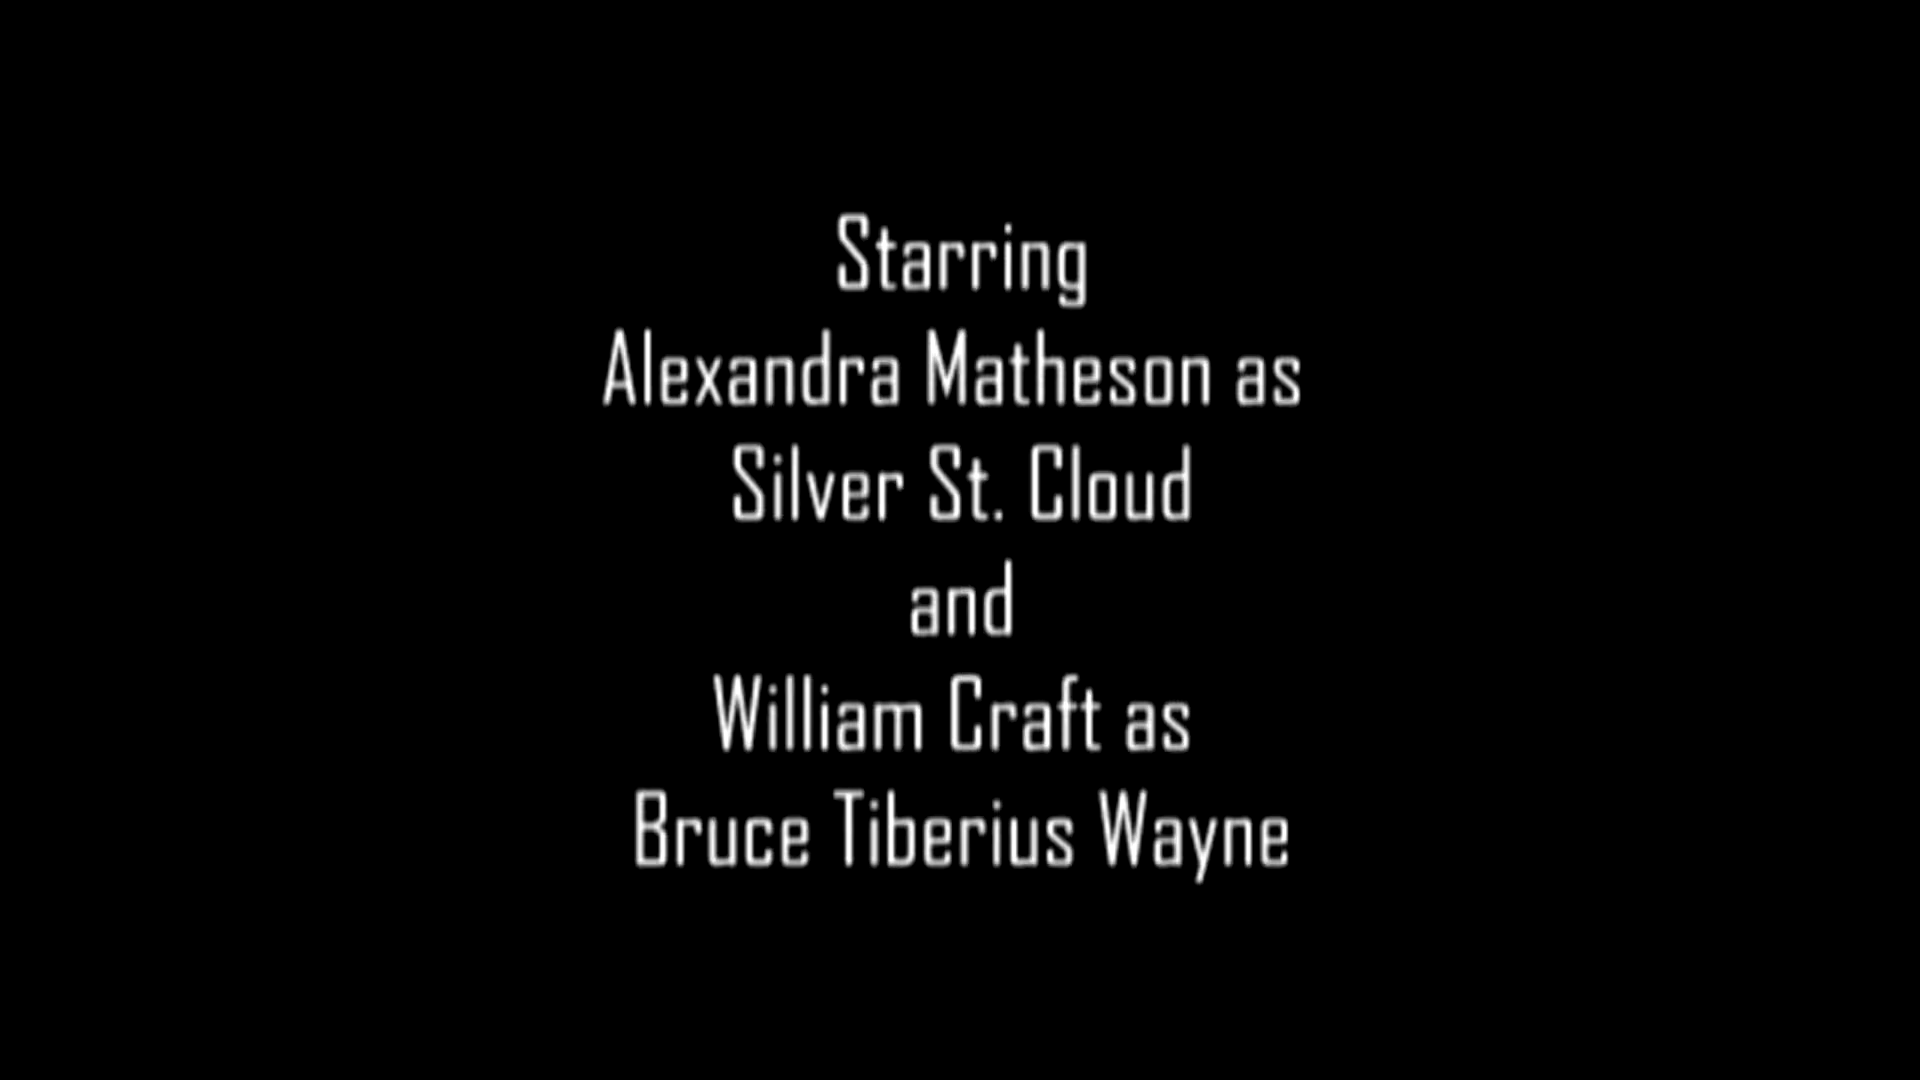 Starring
Alexandra Matheson as
Silver St. Cloud
and
William Craft as
Bruce Tiberius Wayne